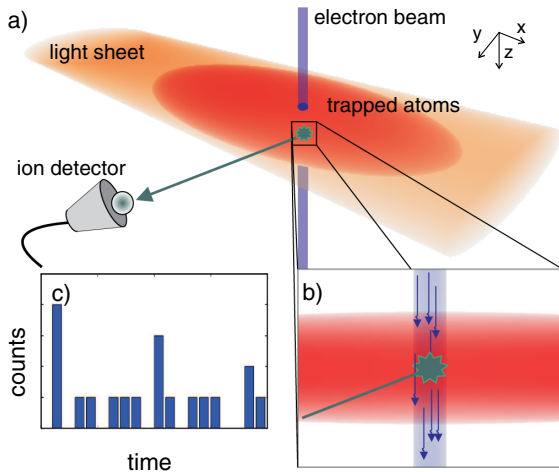 a)
electron beam
light sheet
x
y
z
trapped atoms
ion detector
c)
b)
counts
time